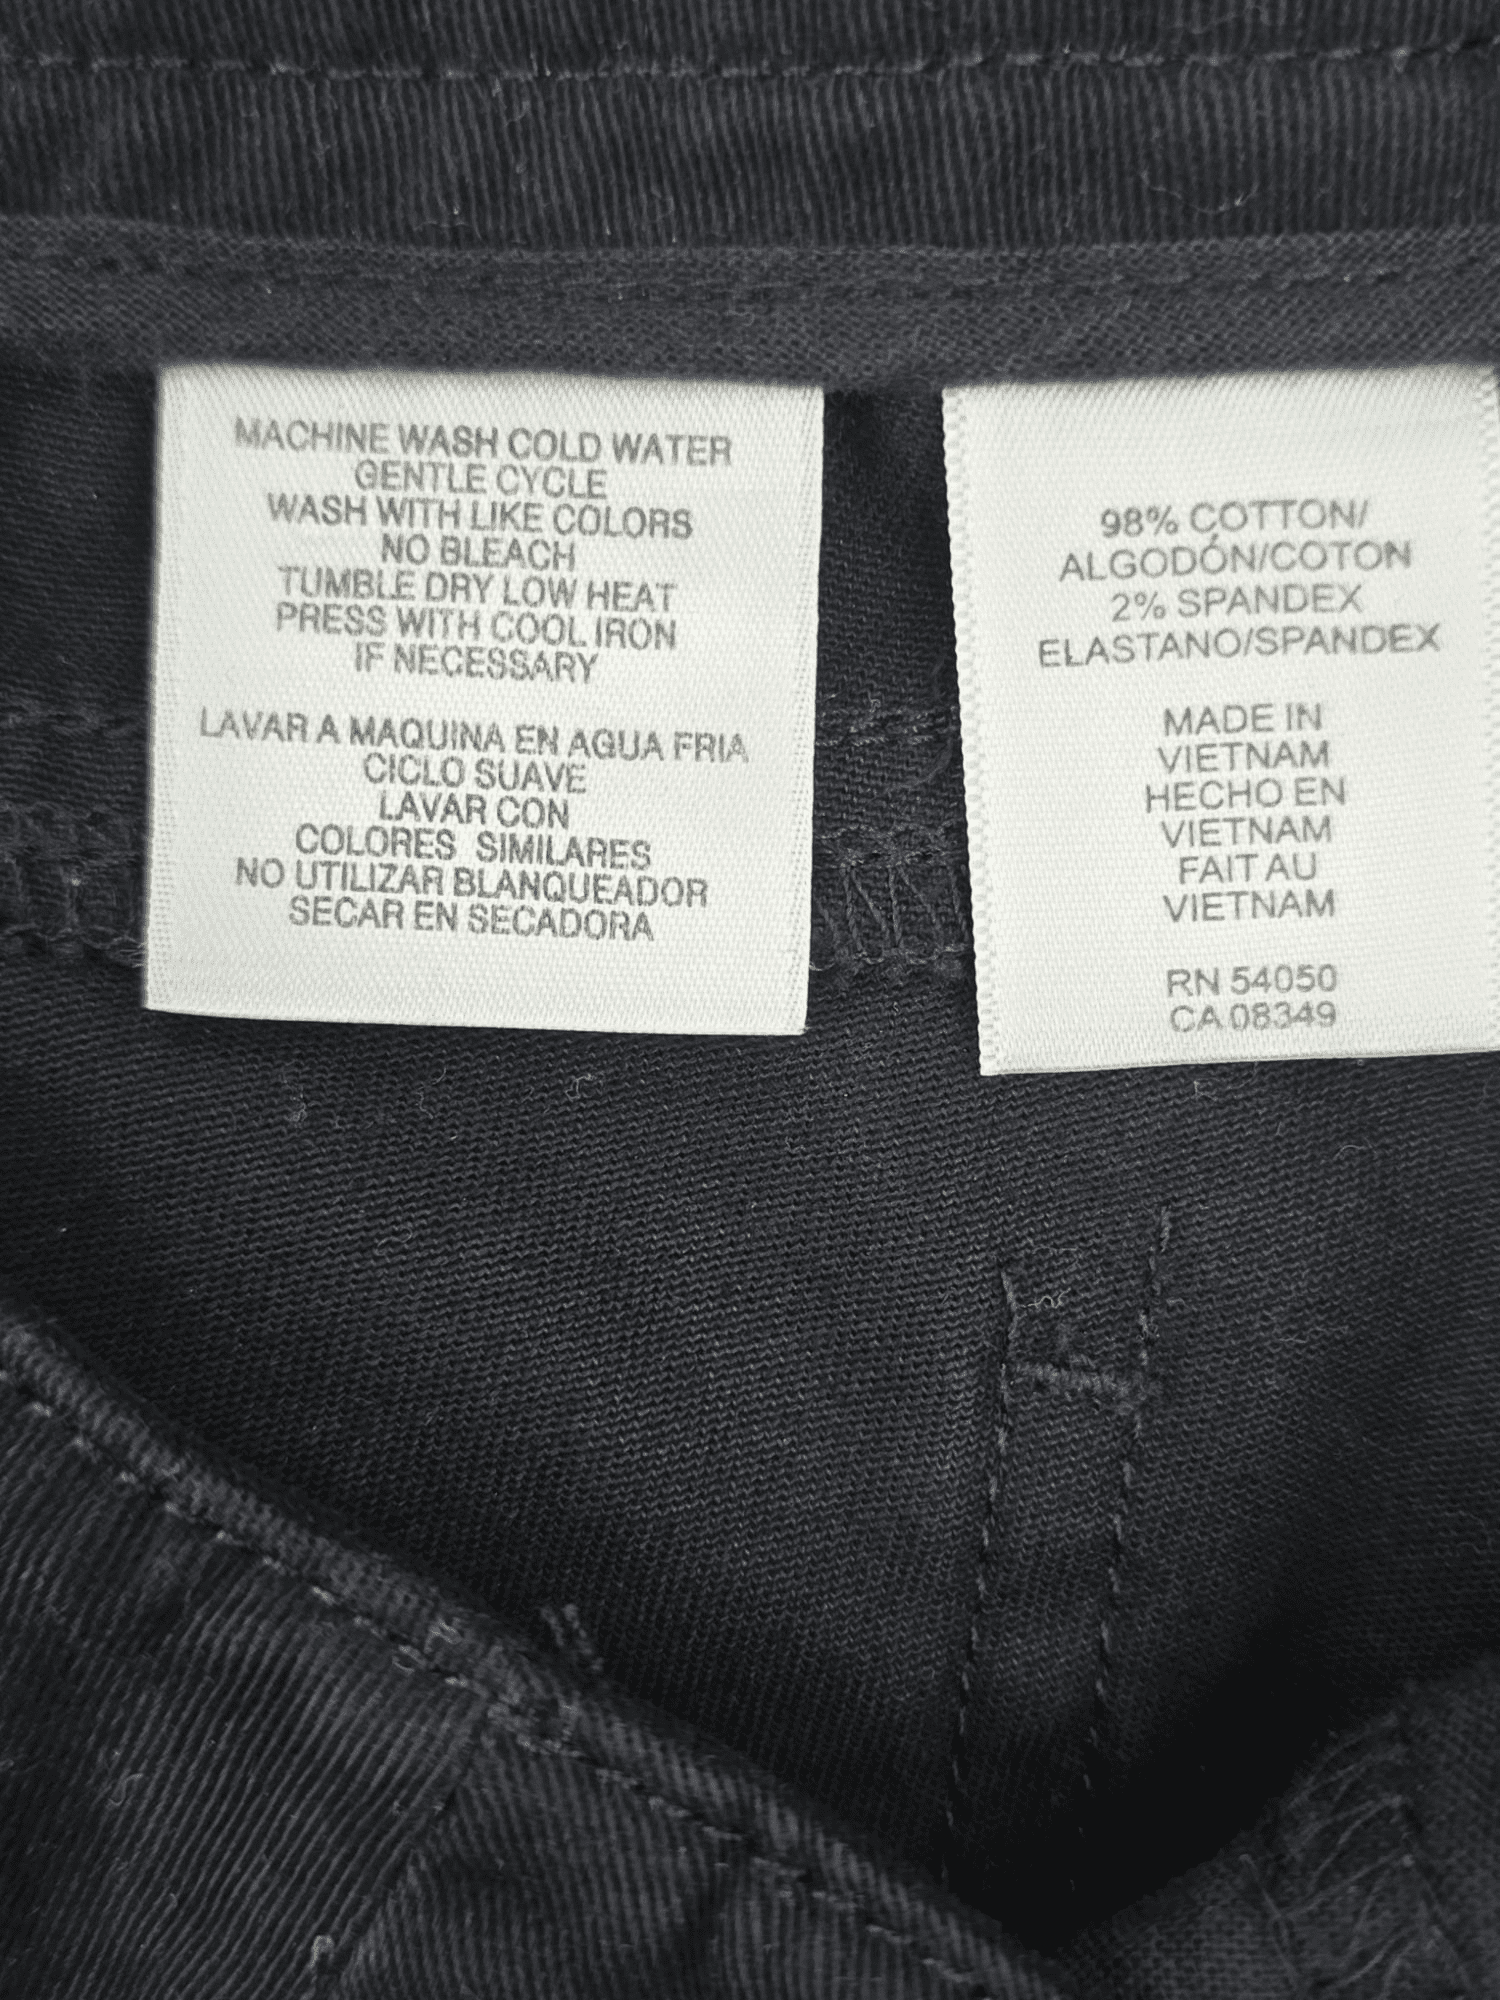 MACHINE WASH COLD WATER
GENTLE CYCLE
WASH WITH LIKE COLORS
NO BLEACH
TUMBLE DRY LOW HEAT
PRESS WITH COOL IRON
IF NECESSARY
LAVAR A MAQUINA EN AGUA FRIA
CICLO SUAVE
LAVAR CON
COLORES SIMILARES
NO UTILIZAR BLANQUEADOR
SECAR EN SECADORA
98% COTTON/
ALGODÓN/COTON
2% SPANDEX
ELASTANO/SPANDEX
MADE IN
VIETNAM
HECHO EN
VIETNAM
FAIT AU
VIETNAM
RN 54050
CA 08349